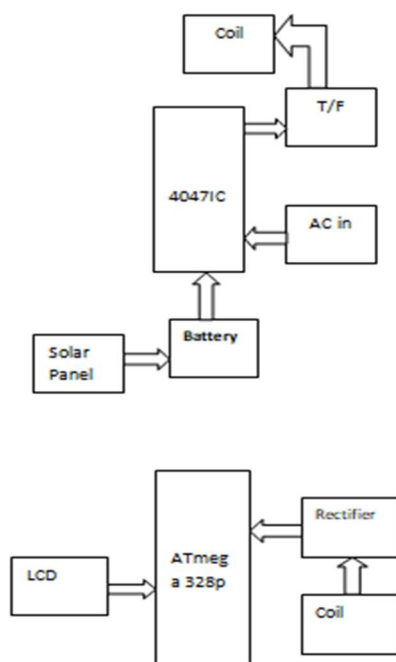 Coil
T/F
4047IC
AC in
Battery
Solar
Panel
Rectifier
ATmeg
a 328p
LCD
Coil